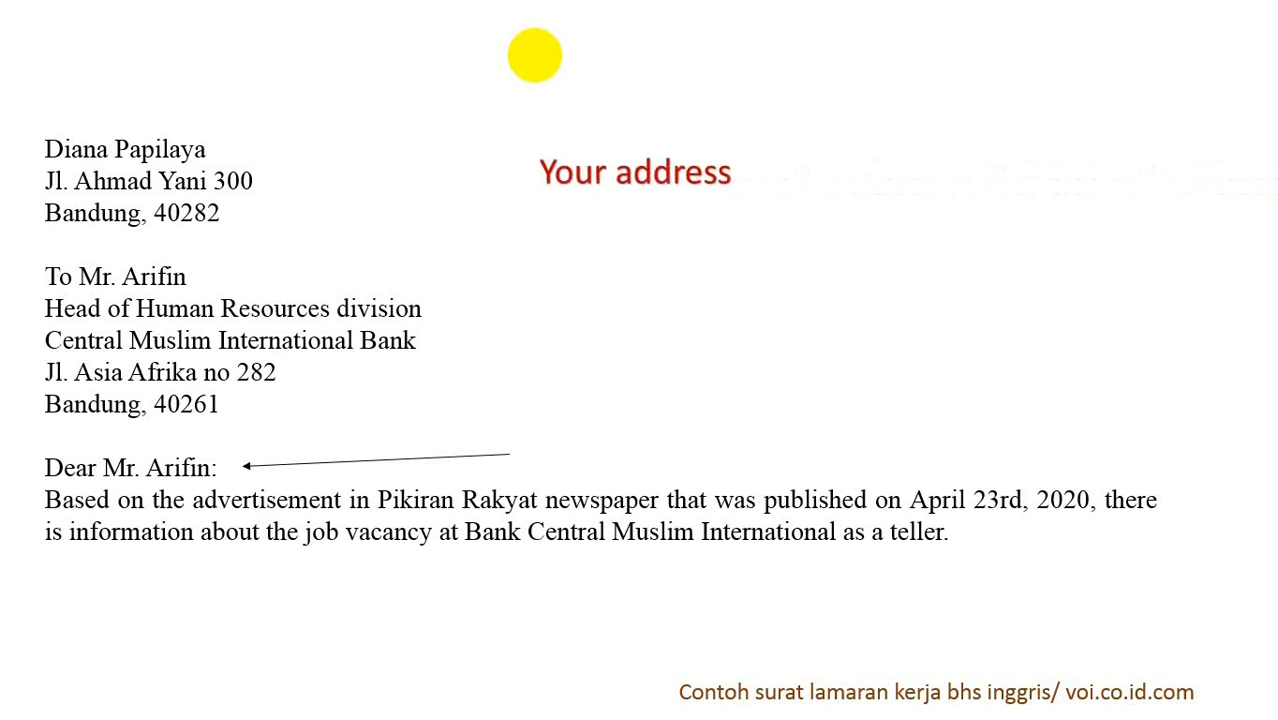 Diana Papilaya
Jl. Ahmad Yani 300
Your address
Bandung, 40282
To Mr. Arifin
Head of Human Resources division
Central Muslim International Bank
Jl. Asia Afrika no 282
Bandung, 40261
Dear Mr. Arifin:
Based on the advertisement in Pikiran Rakyat newspaper that was published on April 23rd, 2020, there
is information about the job vacancy at Bank Central Muslim International as a teller.
Contoh surat lamaran kerja bhs inggris/ voi.co.id.com